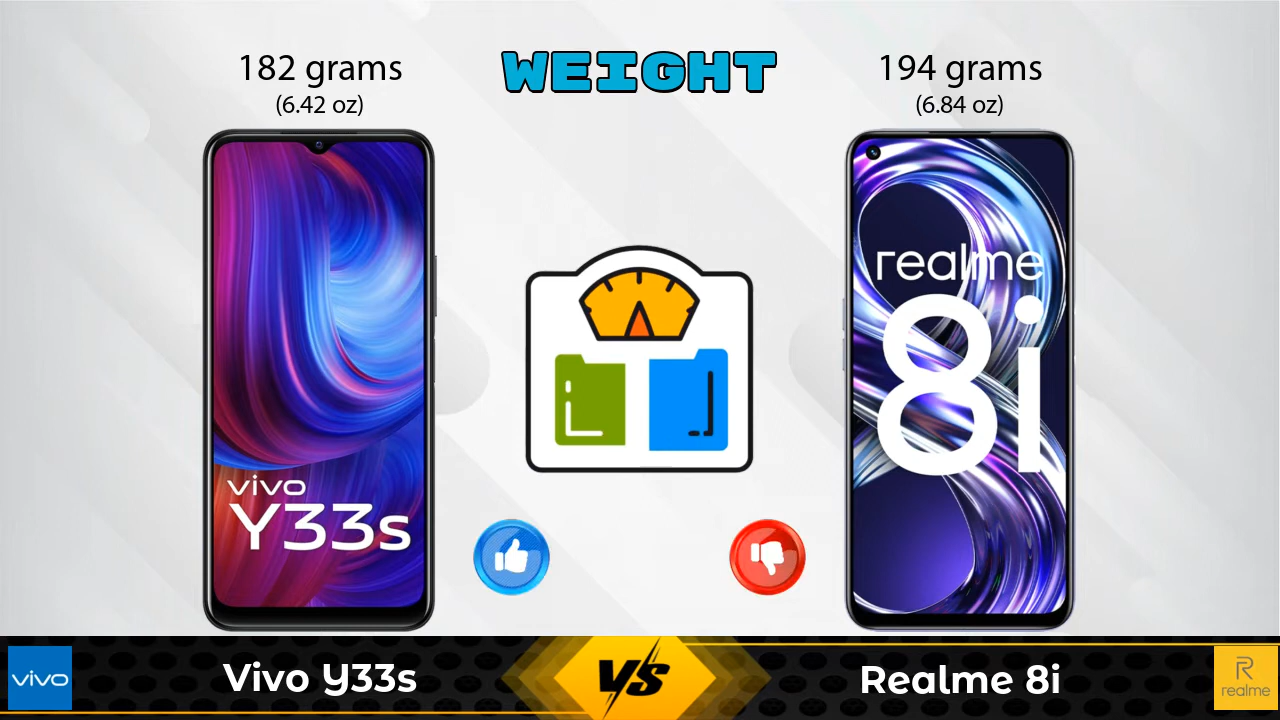 WEIGHT
182 grams
(6.42 oz)
194 grams
(6.84 oz)
vivo
Y33s
realme
8i
vivo
Vivo Y33s
VS
Realme 8i
R
realme